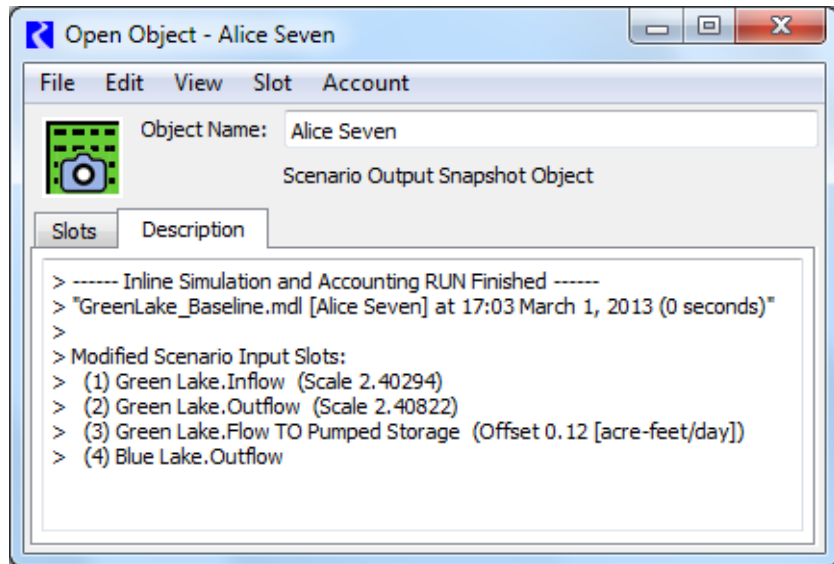 Open Object - Alice Seven
File Edit View Slot Account
Object Name: Alice Seven
Scenario Output Snapshot Object
Slots Description
> ------ Inline Simulation and Accounting RUN Finished ------
> "GreenLake_Baseline.mdl [Alice Seven] at 17:03 March 1, 2013 (0 seconds)"
>
> Modified Scenario Input Slots:
> (1) Green Lake.Inflow (Scale 2.40294)
> (2) Green Lake.Outflow (Scale 2.40822)
> (3) Green Lake.Flow TO Pumped Storage (Offset 0.12 [acre-feet/day])
> (4) Blue Lake.Outflow